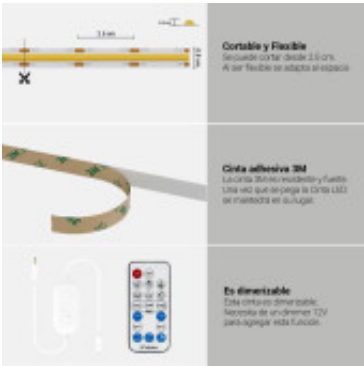 2.5 cm
Cortable y Flexible
Se puede cortar desde 2.5 cm.
Al ser flexible se adapta al espacio
Cinta adhesiva 3M
La cinta 3M es resistente y fuerte.
Una vez que se pega la Cinta LED
se mantedrá en su lugar.
Es dimerizable
Esta cinta es dimerizable.
Necesita de un dimmer 12V
para agregar esta función.